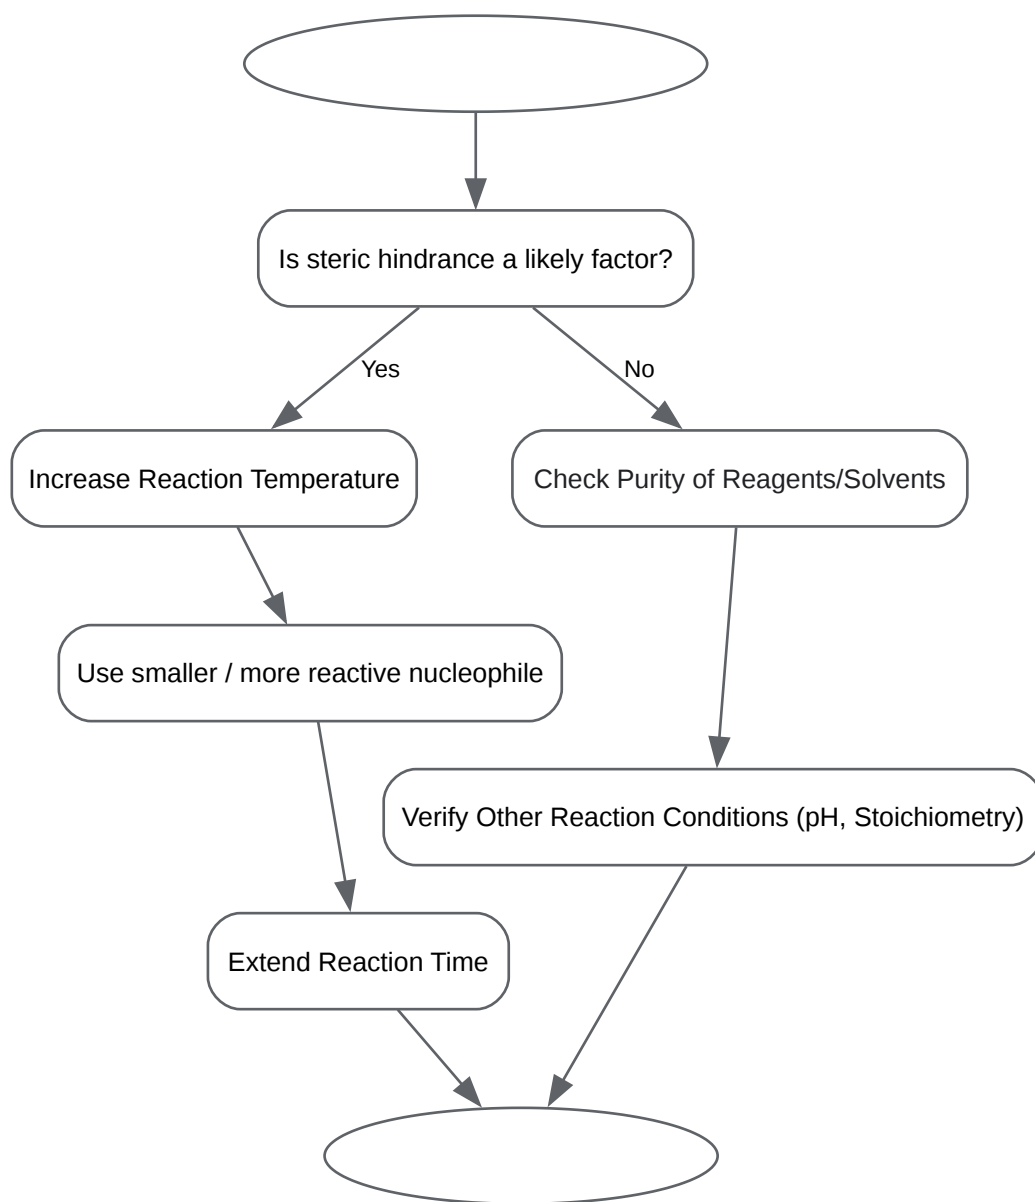 Is steric hindrance a likely factor?
Yes
No
Increase Reaction Temperature
Check Purity of Reagents/Solvents
Use smaller / more reactive nucleophile
Verify Other Reaction Conditions (pH, Stoichiometry)
Extend Reaction Time